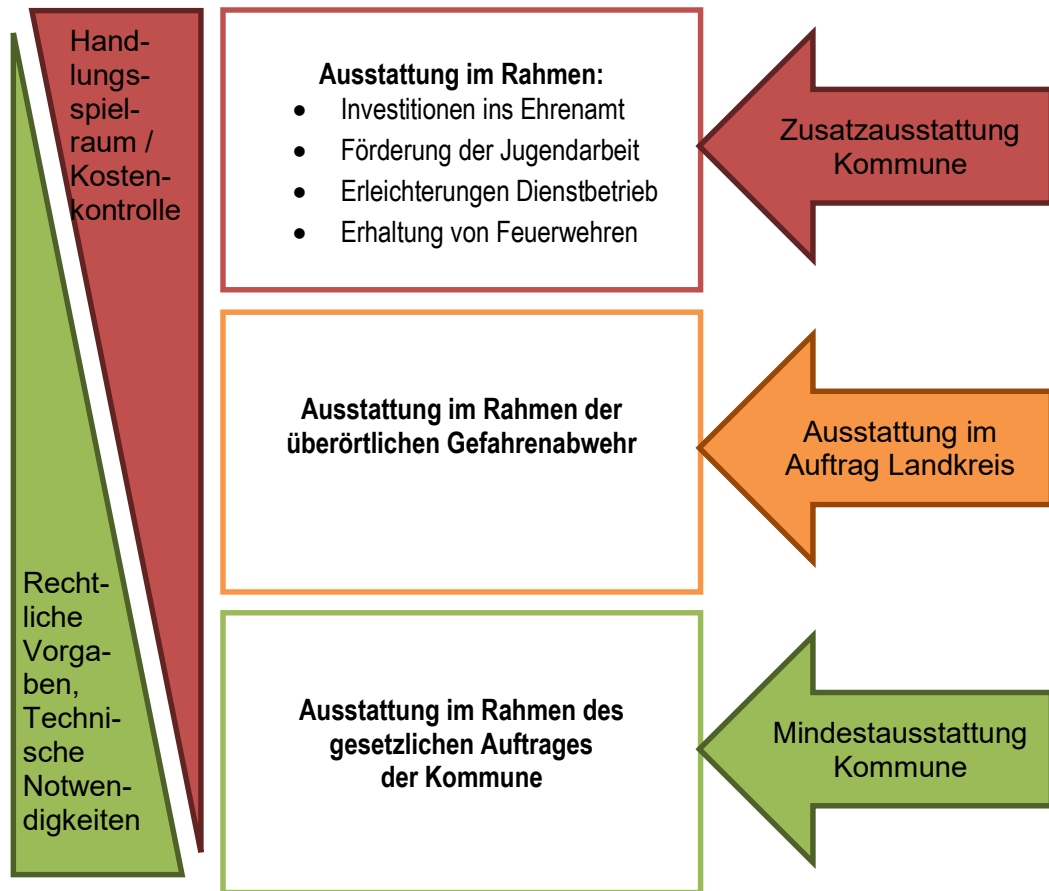 Hand-
lungs-
spiel-
raum /
Kosten-
kontrolle
Ausstattung im Rahmen:
• Investitionen ins Ehrenamt
• Förderung der Jugendarbeit
• Erleichterungen Dienstbetrieb
• Erhaltung von Feuerwehren
Zusatzausstattung
Kommune
Ausstattung im Rahmen der
überörtlichen Gefahrenabwehr
Ausstattung im
Auftrag Landkreis
Recht-
liche
Vorga-
ben,
Techni-
sche
Notwen-
digkeiten
Ausstattung im Rahmen des
gesetzlichen Auftrages
der Kommune
Mindestausstattung
Kommune